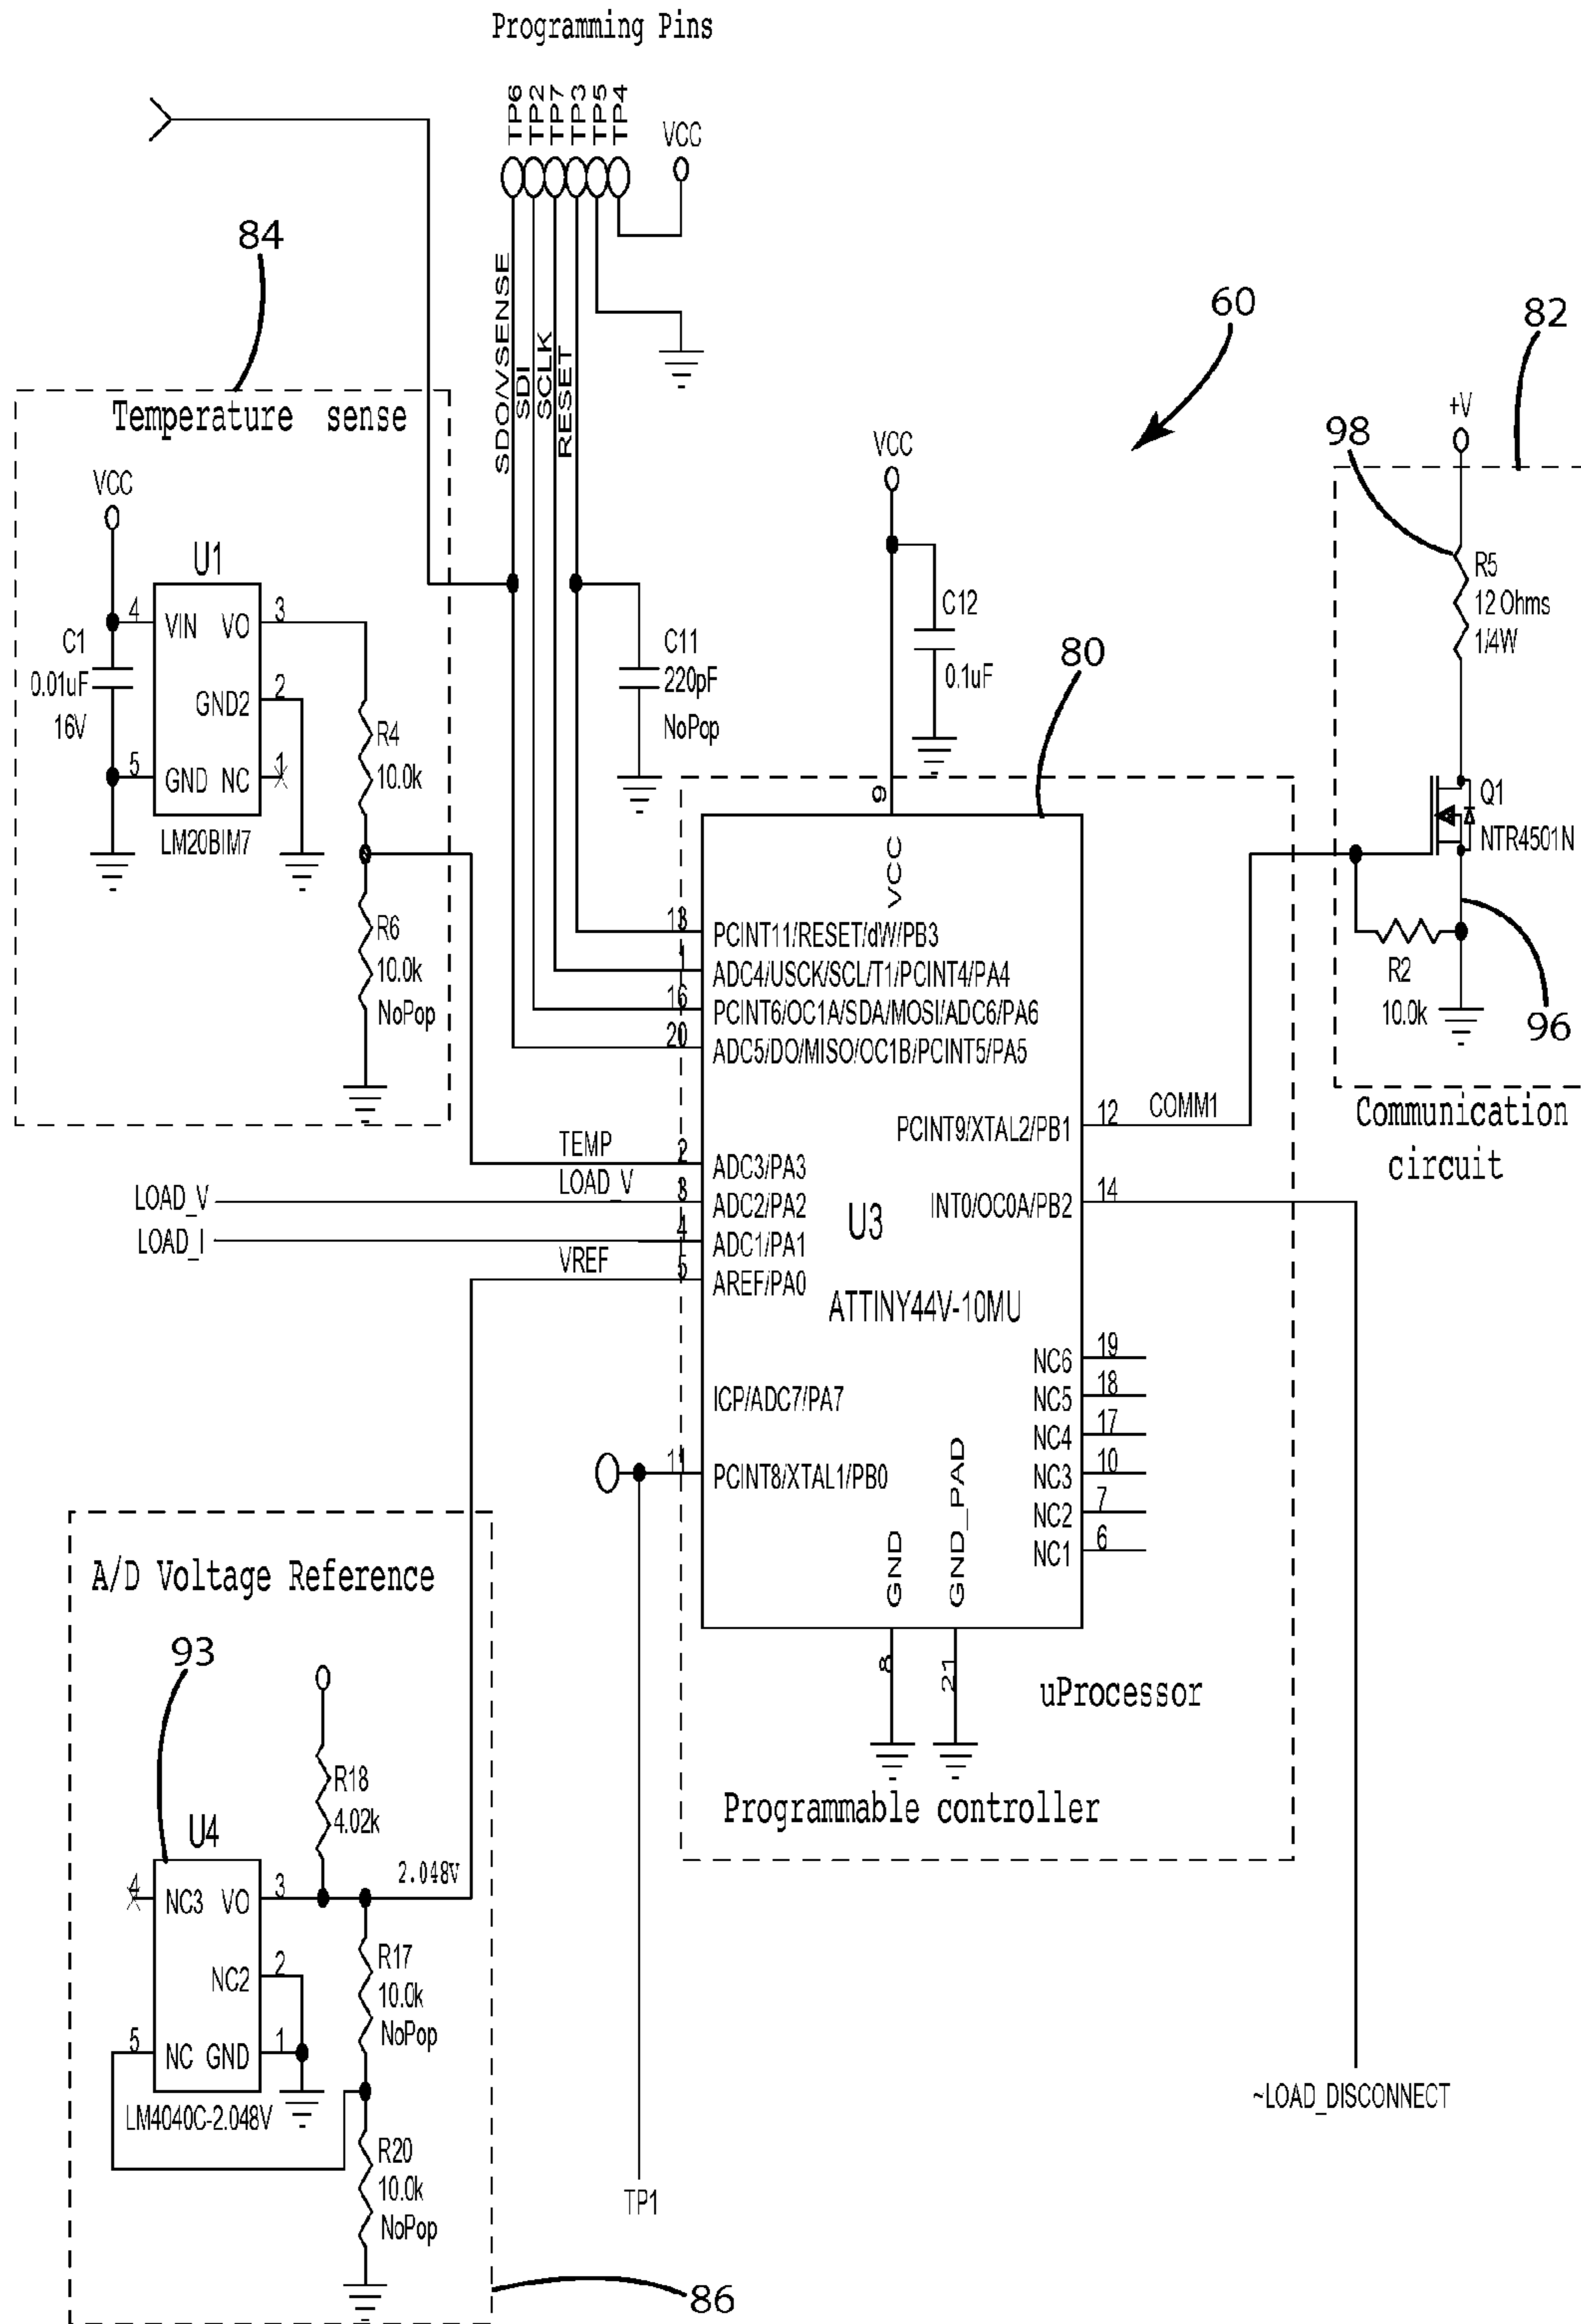 Programming Pins
TP6
TP2
TP7
TP3
TP5
TP4
VCC
SDO/VSENSE
SDI
SCLK
RESET
84
60
82
Temperature sense
VCC
U1
4
VIN
VO
3
C1
0.01uF
16V
GND2
2
5
GND
NC
1
LM20BIM7
R4
10.0k
R6
10.0k
NoPop
C11
220pF
NoPop
VCC
C12
0.1uF
80
98
+V
R5
12 Ohms
1/4W
Q1
NTR4501N
R2
10.0k
96
Communication
circuit
9
VCC
13
PCINT11/RESET/dW/PB3
1
ADC4/USCK/SCL/T1/PCINT4/PA4
16
PCINT6/OC1A/SDA/MOSI/ADC6/PA6
20
ADC5/DO/MISO/OC1B/PCINT5/PA5
PCINT9/XTAL2/PB1
12
COMM1
TEMP
2
ADC3/PA3
LOAD_V
LOAD_V
3
ADC2/PA2
INT0/OC0A/PB2
14
U3
LOAD_I
4
ADC1/PA1
VREF
5
AREF/PA0
ATTINY44V-10MU
NC6
19
NC5
18
NC4
17
NC3
10
NC2
7
NC1
6
ICP/ADC7/PA7
11
PCINT8/XTAL1/PB0
GND
GND_PAD
8
21
uProcessor
Programmable controller
A/D Voltage Reference
93
R18
4.02k
U4
2.048V
4
NC3
VO
3
NC2
2
5
NC
GND
1
LM4040C-2.048V
R17
10.0k
NoPop
R20
10.0k
NoPop
86
TP1
~LOAD_DISCONNECT